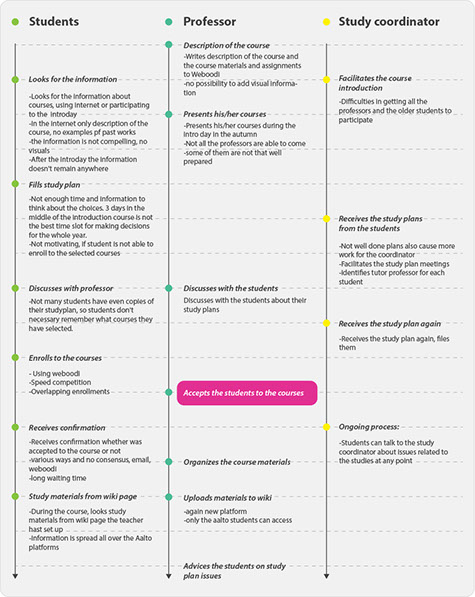 Students
Looks for the information
-Looks for the information about
courses, using internet or participating
to the introday
-In the internet only description of the
course, no examples pf past works
-the information is not compelling, no
visuals
-After the introday the information
doesn't remain anywhere
Fills study plan
-Not enough time and information to
think about the choices. 3 days in the
middle of the introduction course is not
the best time slot for making decisions
for the whole year.
-Not motivating, if student is not able to
enroll to the selected courses
Discusses with professor
-Not many students have even copies of
their studyplan, so students don't
necessary remember what courses they
have selected.
Enrolls to the courses
- Using weboodi
-Speed competition
-Overlapping enrollments
Receives confirmation
-Receives confirmation whether was
accepted to the course or not
-various ways and no consensus, email,
weboodi
-long waiting time
Study materials from wiki page
-During the course, looks study
materials from wiki page the teacher
hast set up
-Information is spread all over the Aalto
platforms
Professor
Description of the course
-Writes description of the course and
the course materials and assignments
to Weboodi
-no possibility to add visual informa-
tion
Presents his/her courses
-Presents his/her courses during the
intro day in the autumn
-Not all the professors are able to come
-some of them are not that well
prepared
Discusses with the students
Discusses with the students about their
study plans
Accepts the students to the courses
Organizes the course materials
Uploads materials to wiki
-again new platform
-only the aalto students can access
Advices the students on study
plan issues
Study coordinator
Facilitates the course
introduction
-Difficulties in getting all the
professors and the older students to
participate
Receives the study plans
from the students
-Not well done plans also cause more
work for the coordinator
-Facilitates the study plan meetings
-Identifies tutor professor for each
student
Receives the study plan again
-Receives the study plan again, files
them
Ongoing process:
-Students can talk to the study
coordinator about issues related to
the studies at any point